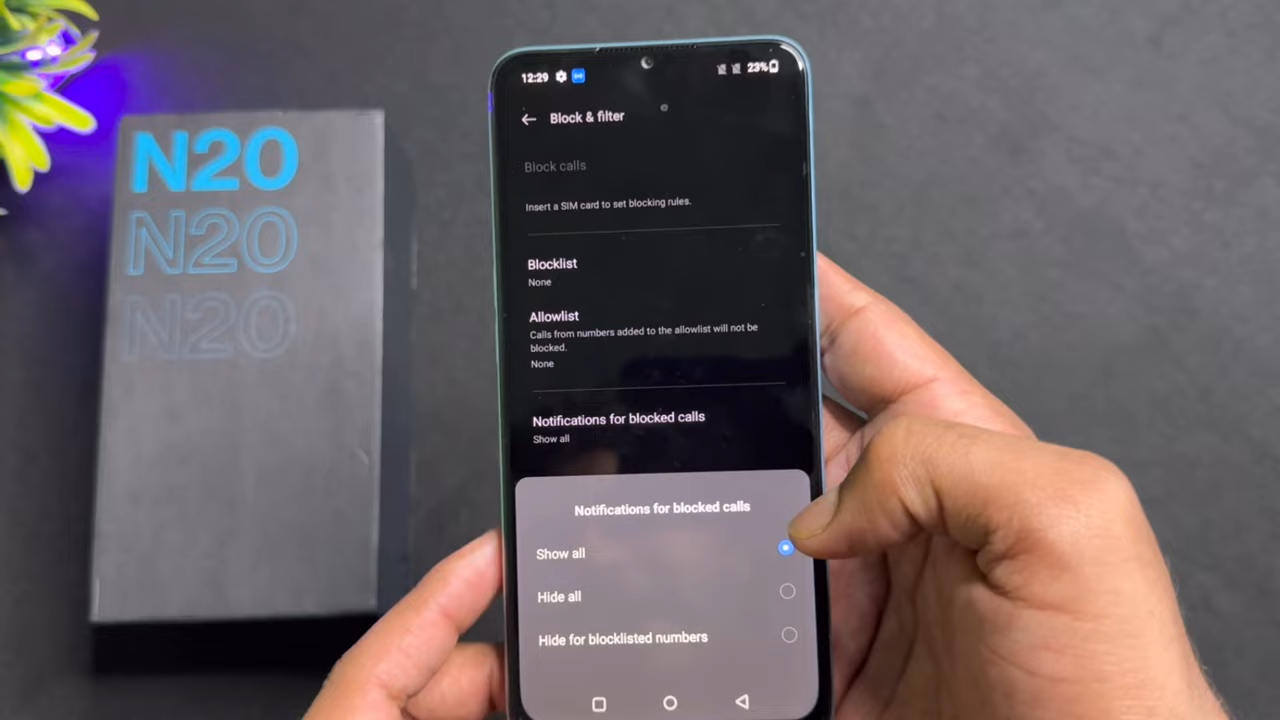 N20
N20
N20
12:29 23%
Block & filter
Block calls
Insert a SIM card to set blocking rules.
Blocklist
None
Allowlist
Calls from numbers added to the allowlist will not be
blocked.
None
Notifications for blocked calls
Show all
Notifications for blocked calls
Show all
Hide all
Hide for blocklisted numbers